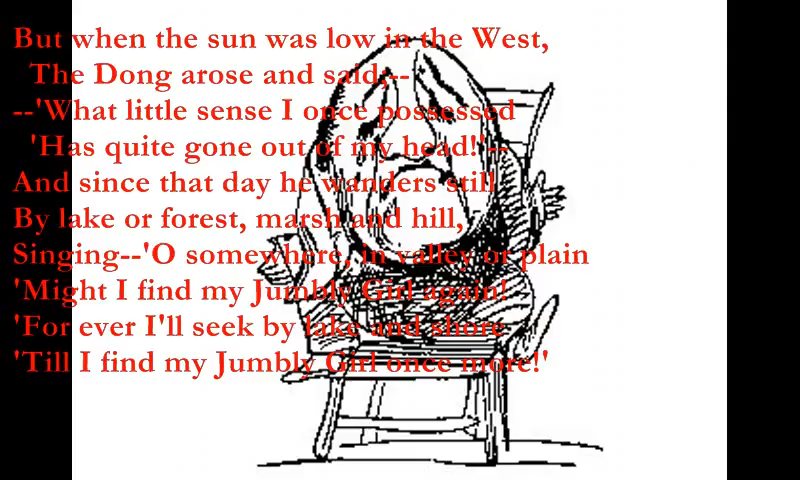 But when the sun was low in the West,
The Dong arose and said,--
--'What little sense I once possessed
'Has quite gone out of my head!'--
And since that day he wanders still
By lake or forest, marsh and hill,
Singing--'O somewhere, in valley or plain
'Might I find my Jumbly Girl again!
'For ever I'll seek by lake and shore
'Till I find my Jumbly Girl once more!'